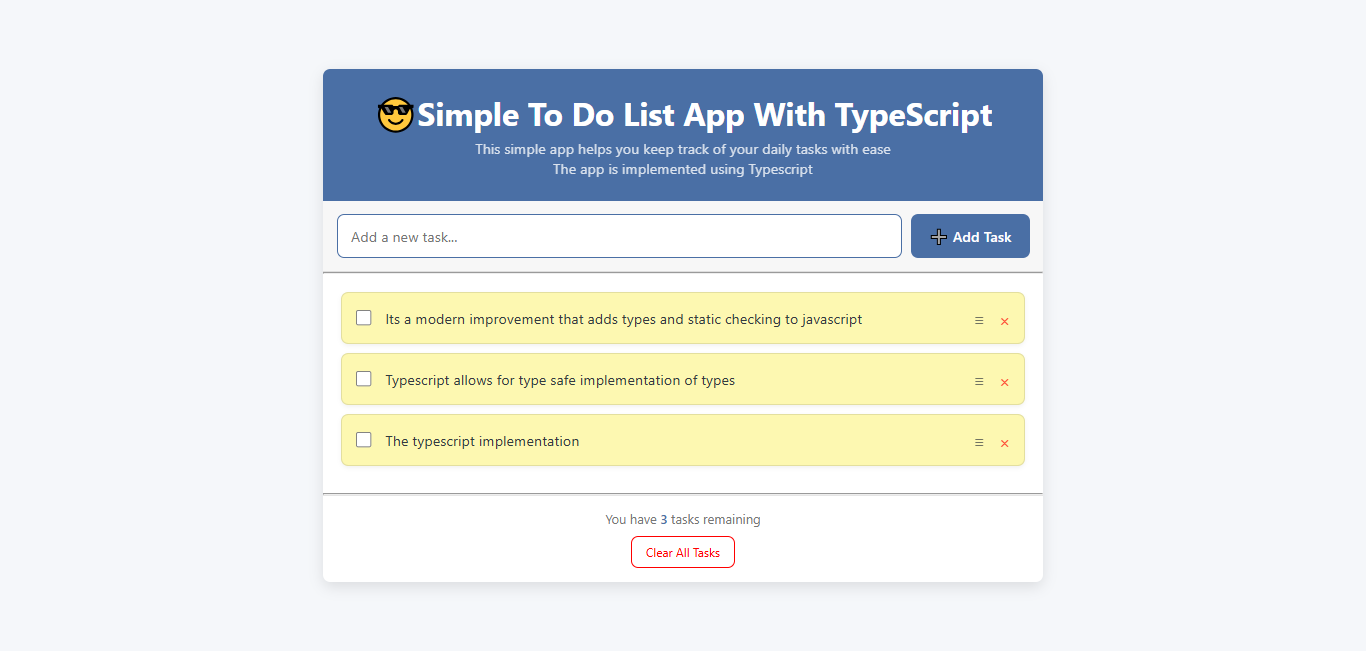 😎Simple To Do List App With TypeScript
This simple app helps you keep track of your daily tasks with ease
The app is implemented using Typescript
Add a new task...
➕ Add Task
Its a modern improvement that adds types and static checking to javascript
Typescript allows for type safe implementation of types
The typescript implementation
You have 3 tasks remaining
Clear All Tasks